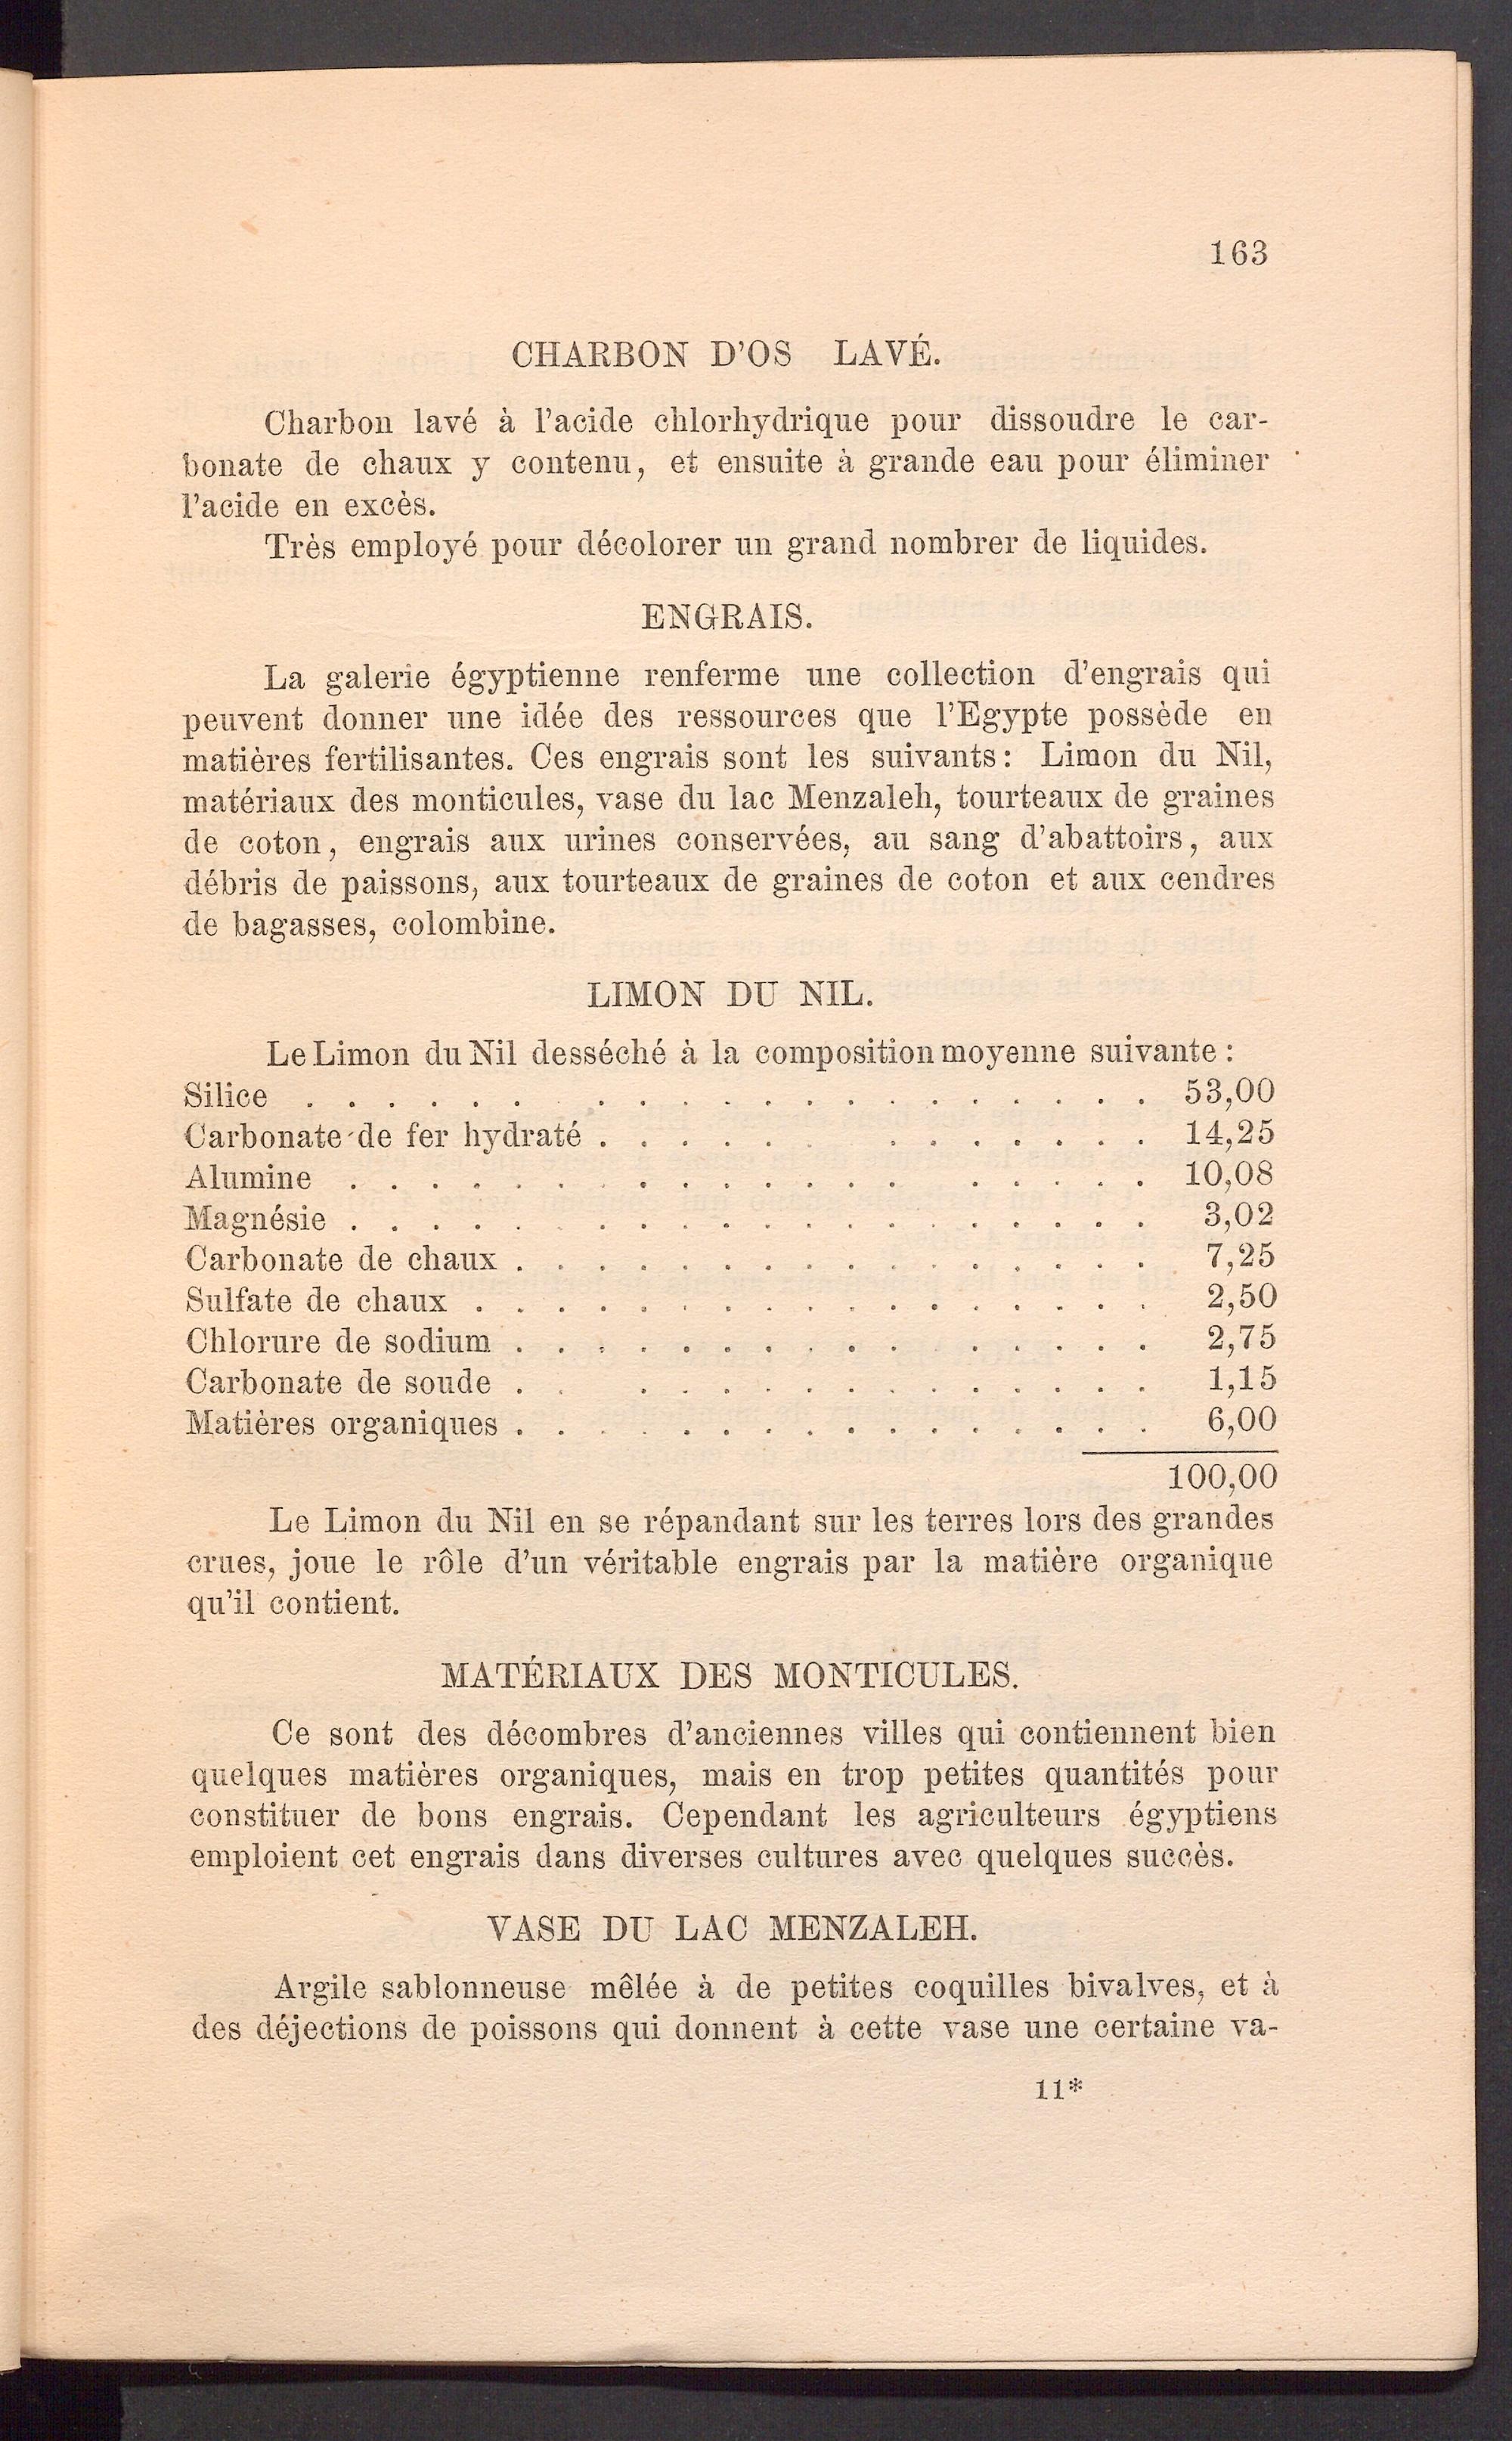 163
CHARBON D'OS LAVÉ.
Charbon lavé à l'acide chlorhydrique pour dissoudre le car-
bonate de chaux y contenu, et ensuite à grande eau pour éliminer
l'acide en excès.
Très employé pour décolorer un grand nombrer de liquides.
ENGRAIS.
La galerie égyptienne renferme une collection d'engrais qui
peuvent donner une idée des ressources que l'Egypte possède en
matières fertilisantes. Ces engrais sont les suivants: Limon du Nil,
matériaux des monticules, vase du lac Menzaleh, tourteaux de graines
de coton, engrais aux urines conservées, au sang d'abattoirs, aux
débris de paissons, aux tourteaux de graines de coton et aux cendres
de bagasses, colombine.
LIMON DU NIL.
Le Limon du Nil desséché à la composition moyenne suivante:
Silice . . . . . . . . . . . . . . . . . . . . 53,00
Carbonate de fer hydraté . . . . . . . . . . . . . 14,25
Alumine . . . . . . . . . . . . . . . . . . . 10,08
Magnésie . . . . . . . . . . . . . . . . . . . . 3,02
Carbonate de chaux . . . . . . . . . . . . . . . . 7,25
Sulfate de chaux . . . . . . . . . . . . . . . . . 2,50
Chlorure de sodium . . . . . . . . . . . . . . . 2,75
Carbonate de soude . . . . . . . . . . . . . . . 1,15
Matières organiques . . . . . . . . . . . . . . . . 6,00
100,00
Le Limon du Nil en se répandant sur les terres lors des grandes
crues, joue le rôle d'un véritable engrais par la matière organique
qu'il contient.
MATÉRIAUX DES MONTICULES.
Ce sont des décombres d'anciennes villes qui contiennent bien
quelques matières organiques, mais en trop petites quantités pour
constituer de bons engrais. Cependant les agriculteurs égyptiens
emploient cet engrais dans diverses cultures avec quelques succès.
VASE DU LAC MENZALEH.
Argile sablonneuse mêlée à de petites coquilles bivalves, et à
des déjections de poissons qui donnent à cette vase une certaine va-
11*